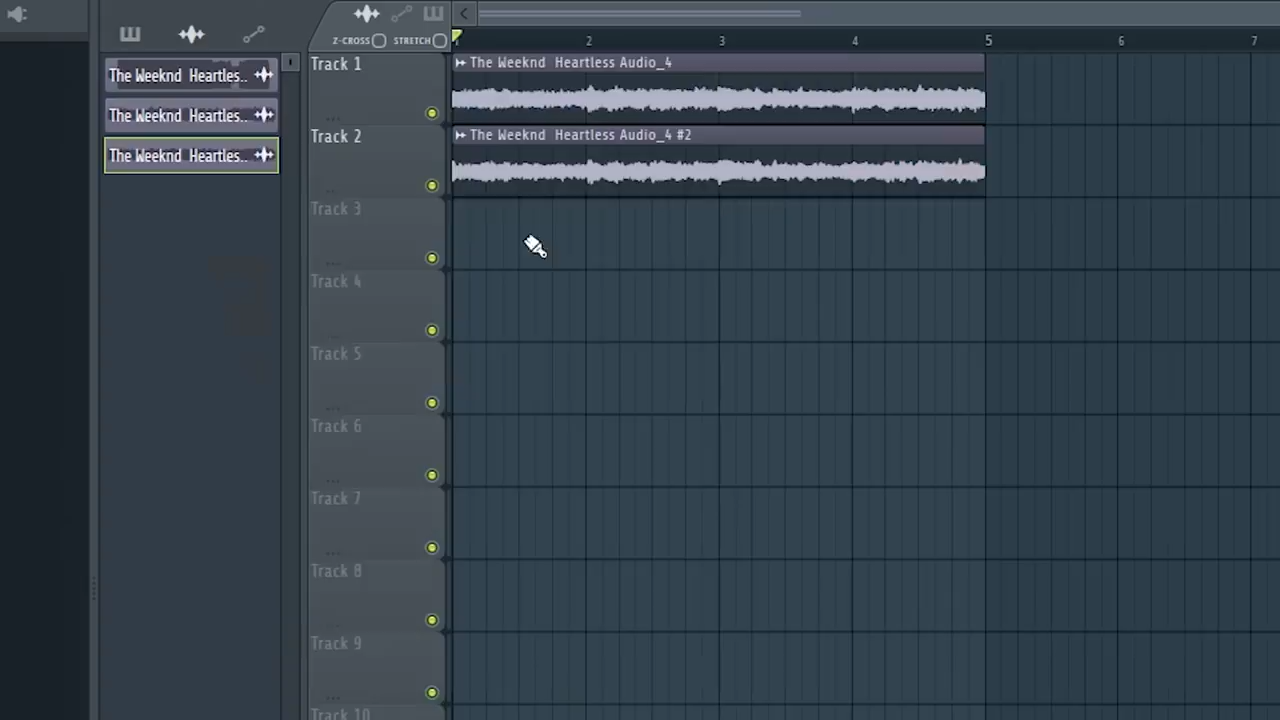 Z-CROSS STRETCH
1 2 3 4 5 6 7
The Weeknd Heartles..
The Weeknd Heartles..
The Weeknd Heartles..
Track 1
The Weeknd Heartless Audio_4
Track 2
The Weeknd Heartless Audio_4 #2
Track 3
Track 4
Track 5
Track 6
Track 7
Track 8
Track 9
Track 10